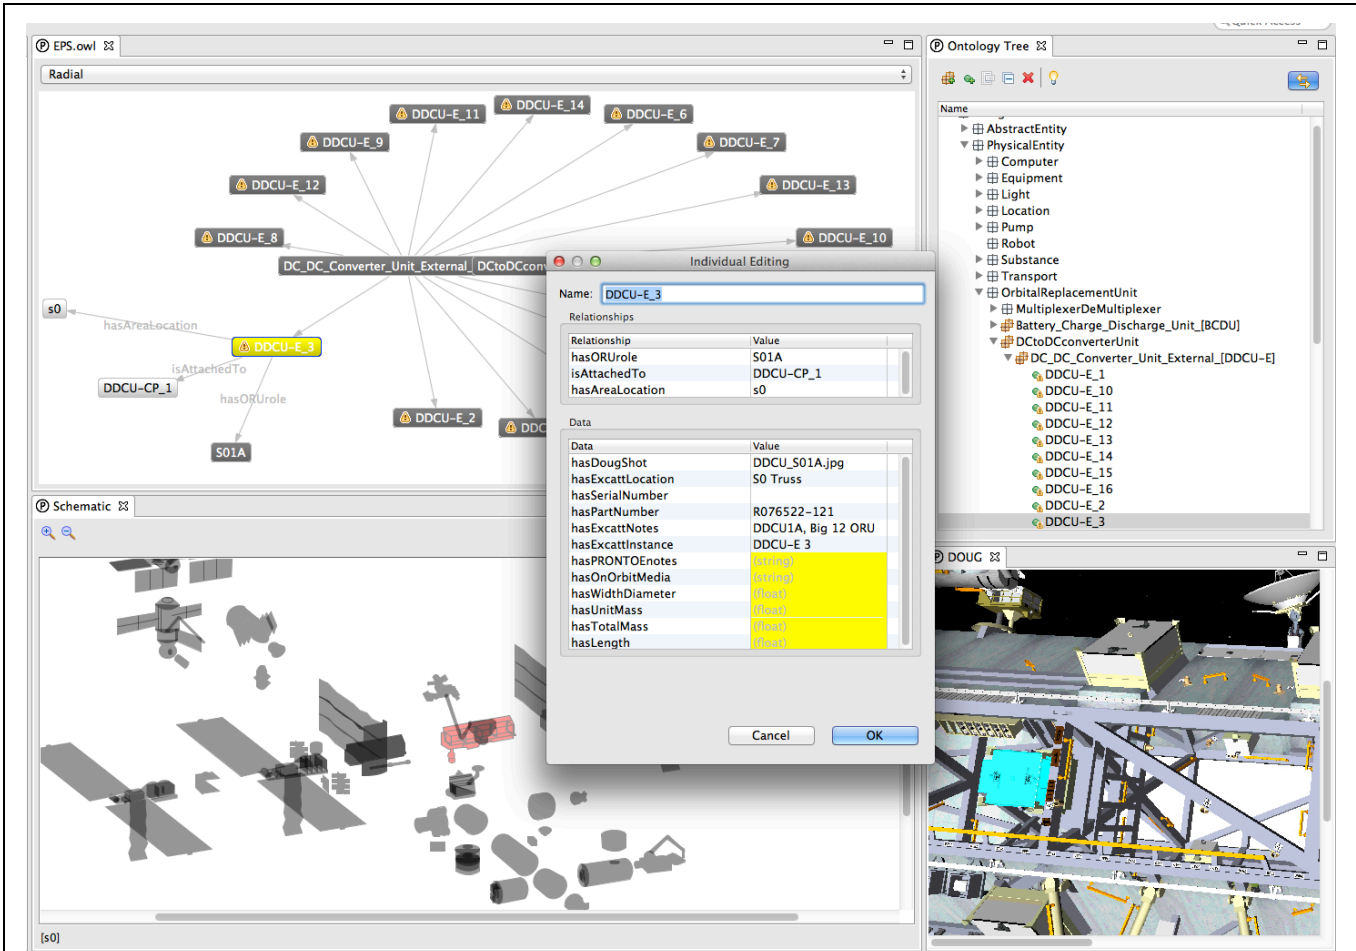 Quick Access
EPS.owl
Radial
DDCU-E_14
DDCU-E_11
DDCU-E_6
DDCU-E_9
DDCU-E_7
DDCU-E_12
DDCU-E_13
DDCU-E_8
DDCU-E_10
DC_DC_Converter_Unit_External_[
DCtoDCconv
s0
hasAreaLocation
DDCU-E_3
isAttachedTo
DDCU-CP_1
hasORUrole
DDCU-E_2
DDC
S01A
Individual Editing
Name: DDCU-E_3
Relationships
Relationship Value
hasORUrole S01A
isAttachedTo DDCU-CP_1
hasAreaLocation s0
Data
Data Value
hasDougShot DDCU_S01A.jpg
hasExcattLocation S0 Truss
hasSerialNumber
hasPartNumber R076522-121
hasExcattNotes DDCU1A, Big 12 ORU
hasExcattInstance DDCU-E 3
hasPRONTOEnotes (string)
hasOnOrbitMedia (string)
hasWidthDiameter (float)
hasUnitMass (float)
hasTotalMass (float)
hasLength (float)
Cancel OK
Ontology Tree
Name
AbstractEntity
PhysicalEntity
Computer
Equipment
Light
Location
Pump
Robot
Substance
Transport
OrbitalReplacementUnit
MultiplexerDeMultiplexer
Battery_Charge_Discharge_Unit_[BCDU]
DCtoDCconverterUnit
DC_DC_Converter_Unit_External_[DDCU-E]
DDCU-E_1
DDCU-E_10
DDCU-E_11
DDCU-E_12
DDCU-E_13
DDCU-E_14
DDCU-E_15
DDCU-E_16
DDCU-E_2
DDCU-E_3
Schematic
[s0]
DOUG